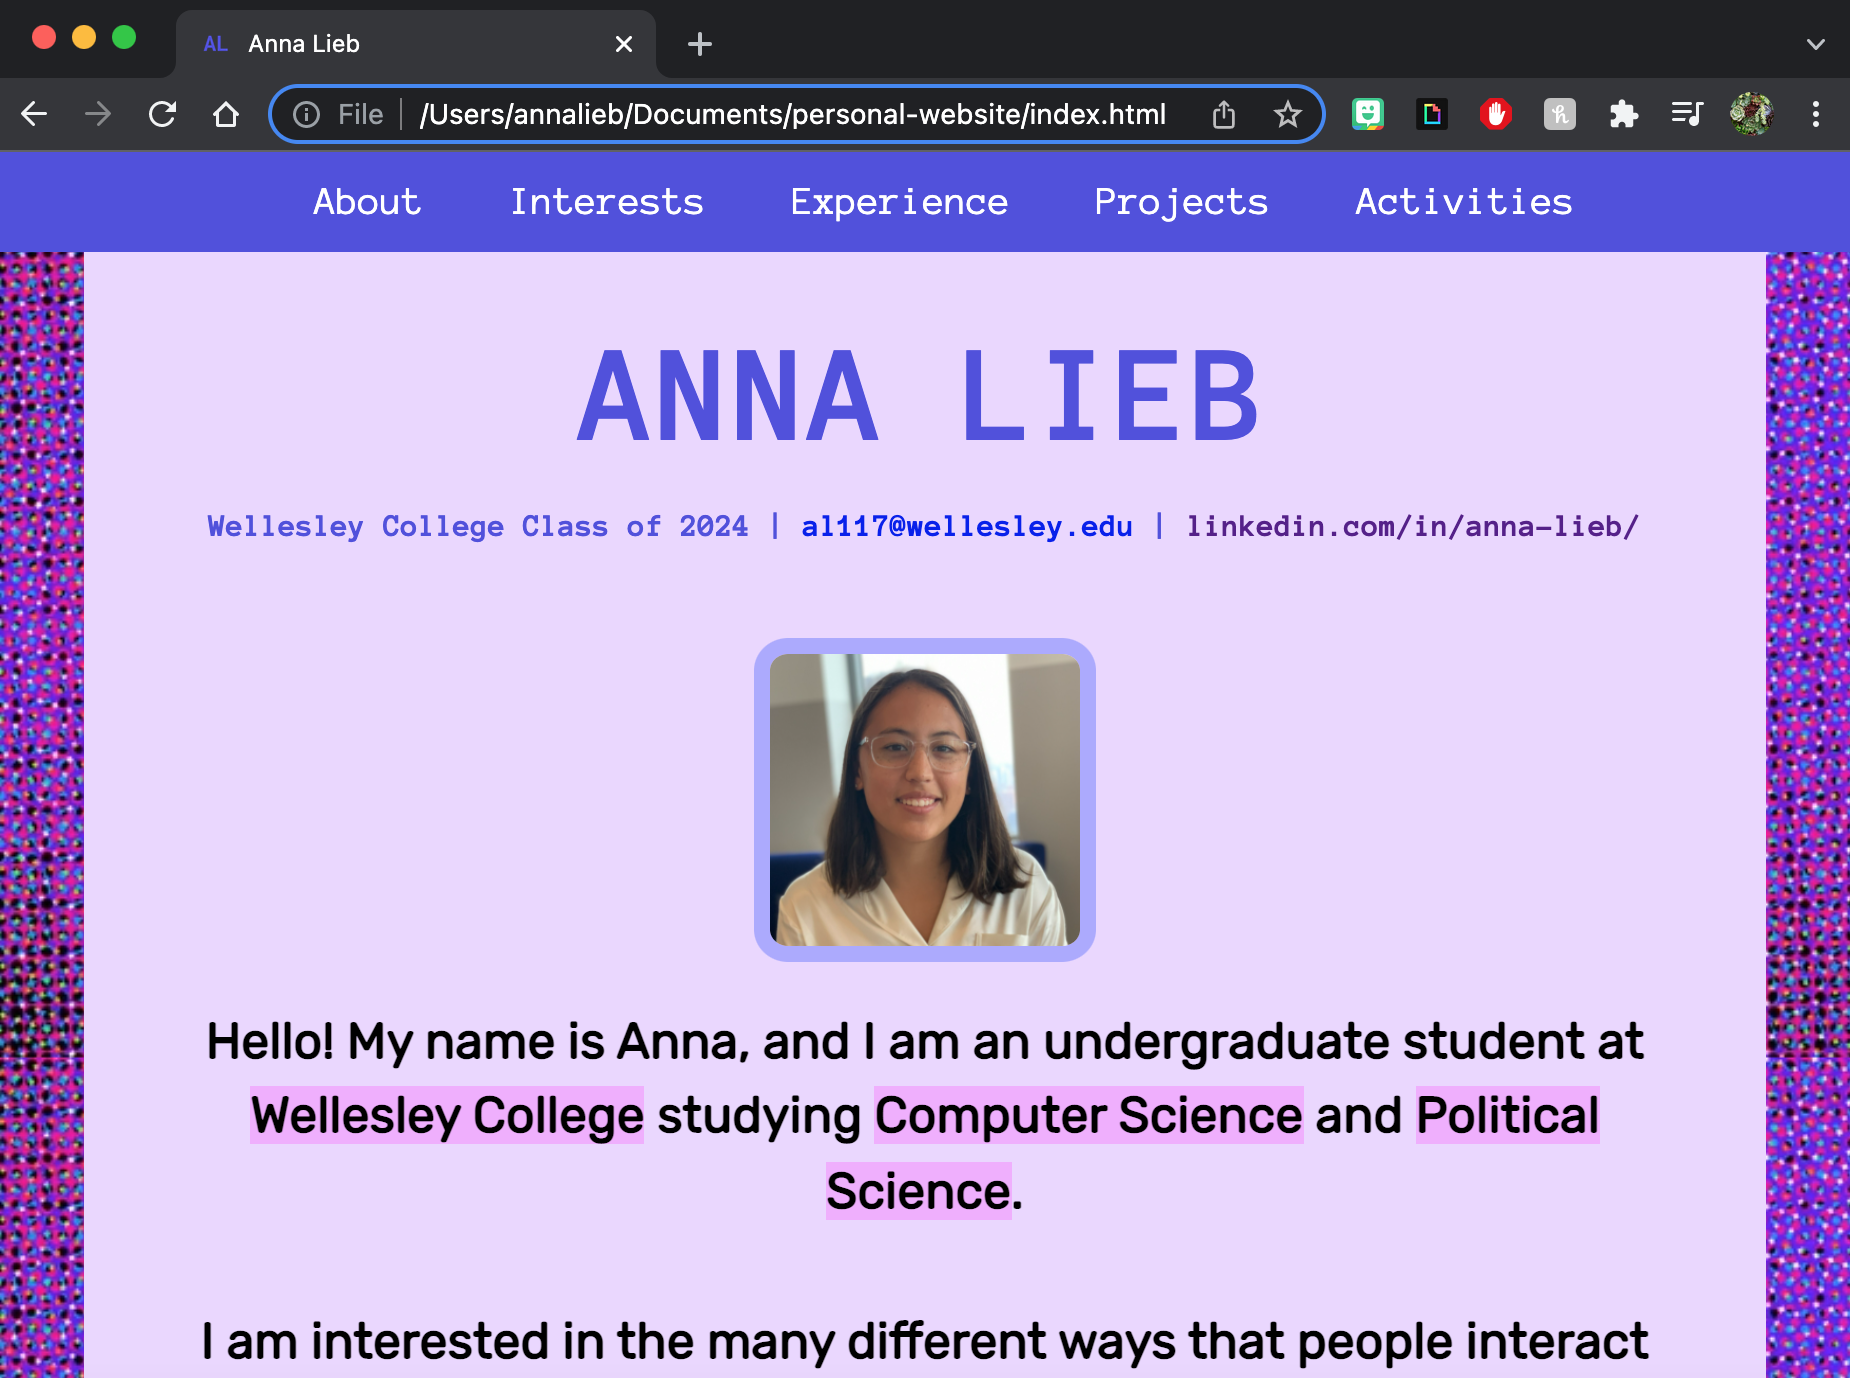 AL Anna Lieb
File | /Users/annalieb/Documents/personal-website/index.html
About Interests Experience Projects Activities
ANNA LIEB
Wellesley College Class of 2024 | al117@wellesley.edu | linkedin.com/in/anna-lieb/
Hello! My name is Anna, and I am an undergraduate student at
Wellesley College studying Computer Science and Political
Science.
I am interested in the many different ways that people interact